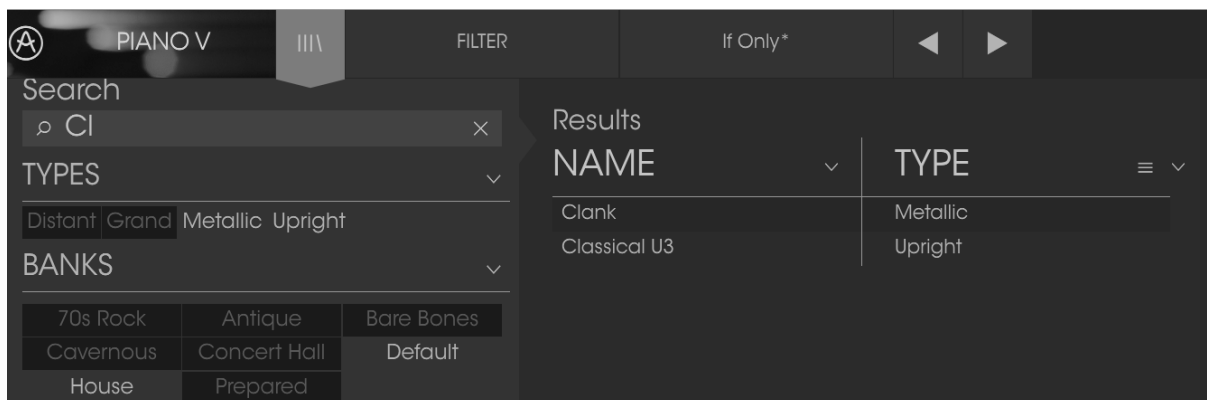 PIANO V
FILTER
If Only*
Search
Cl
TYPES
Distant Grand Metallic Upright
BANKS
70s Rock Antique Bare Bones
Cavernous Concert Hall Default
House Prepared
Results
NAME TYPE
Clank Metallic
Classical U3 Upright